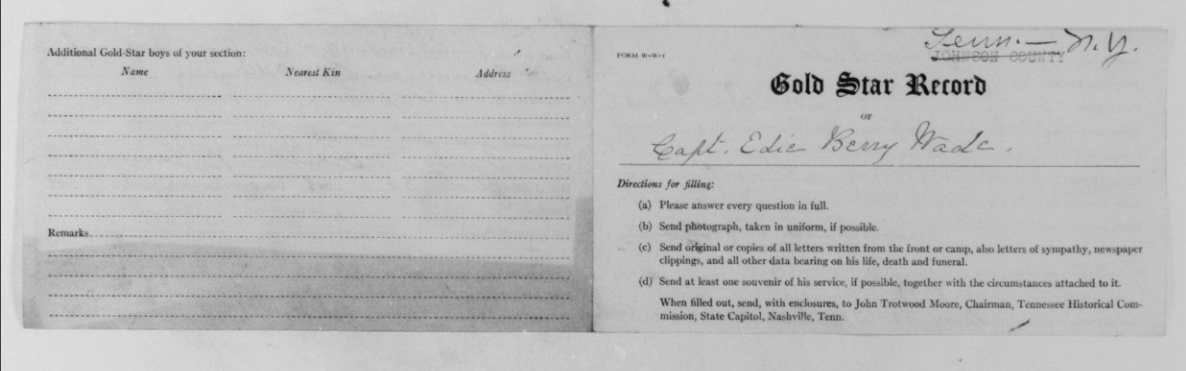 Additional Gold-Star boys of your section:
Name Nearest Kin Address
Remarks
Tenn. — N.Y.
FORM W-W-1
JOHNSON COUNTY
Gold Star Record
OF
Capt. Edie Berry Wade.
Directions for filling:
(a) Please answer every question in full.
(b) Send photograph, taken in uniform, if possible.
(c) Send original or copies of all letters written from the front or camp, also letters of sympathy, newspaper
clippings, and all other data bearing on his life, death and funeral.
(d) Send at least one souvenir of his service, if possible, together with the circumstances attached to it.
When filled out, send, with enclosures, to John Trotwood Moore, Chairman, Tennessee Historical Com-
mission, State Capitol, Nashville, Tenn.